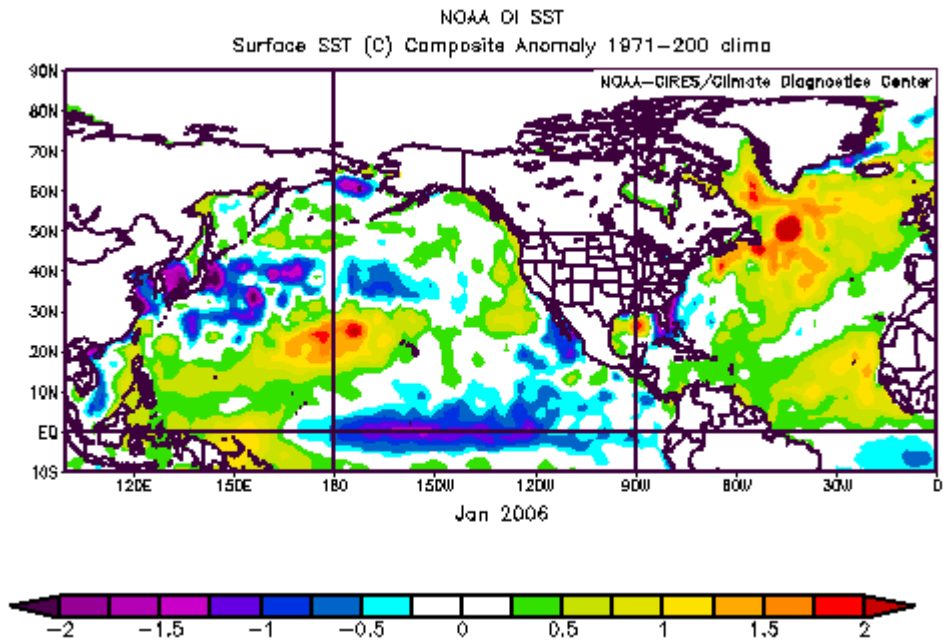 NOAA OI SST
Surface SST (C) Composite Anomaly 1971-200 clima
NOAA-CIRES/Climate Diagnostics Center
90N
80N
70N
60N
50N
40N
30N
20N
10N
EQ
10S
120E 150E 180 150W 120W 90W 60W 30W 0
Jan 2006
-2 -1.5 -1 -0.5 0 0.5 1 1.5 2